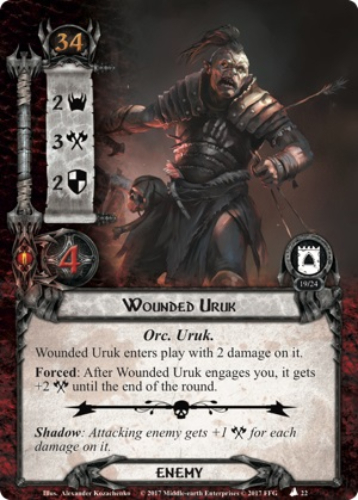 34
2
3
2
4
19/24
Wounded Uruk
Orc. Uruk.
Wounded Uruk enters play with 2 damage on it.
Forced: After Wounded Uruk engages you, it gets
+2 until the end of the round.
Shadow: Attacking enemy gets +1 for each
damage on it.
ENEMY
Illus. Alexander Kozachenko © 2017 Middle-earth Enterprises © 2017 FFG 22